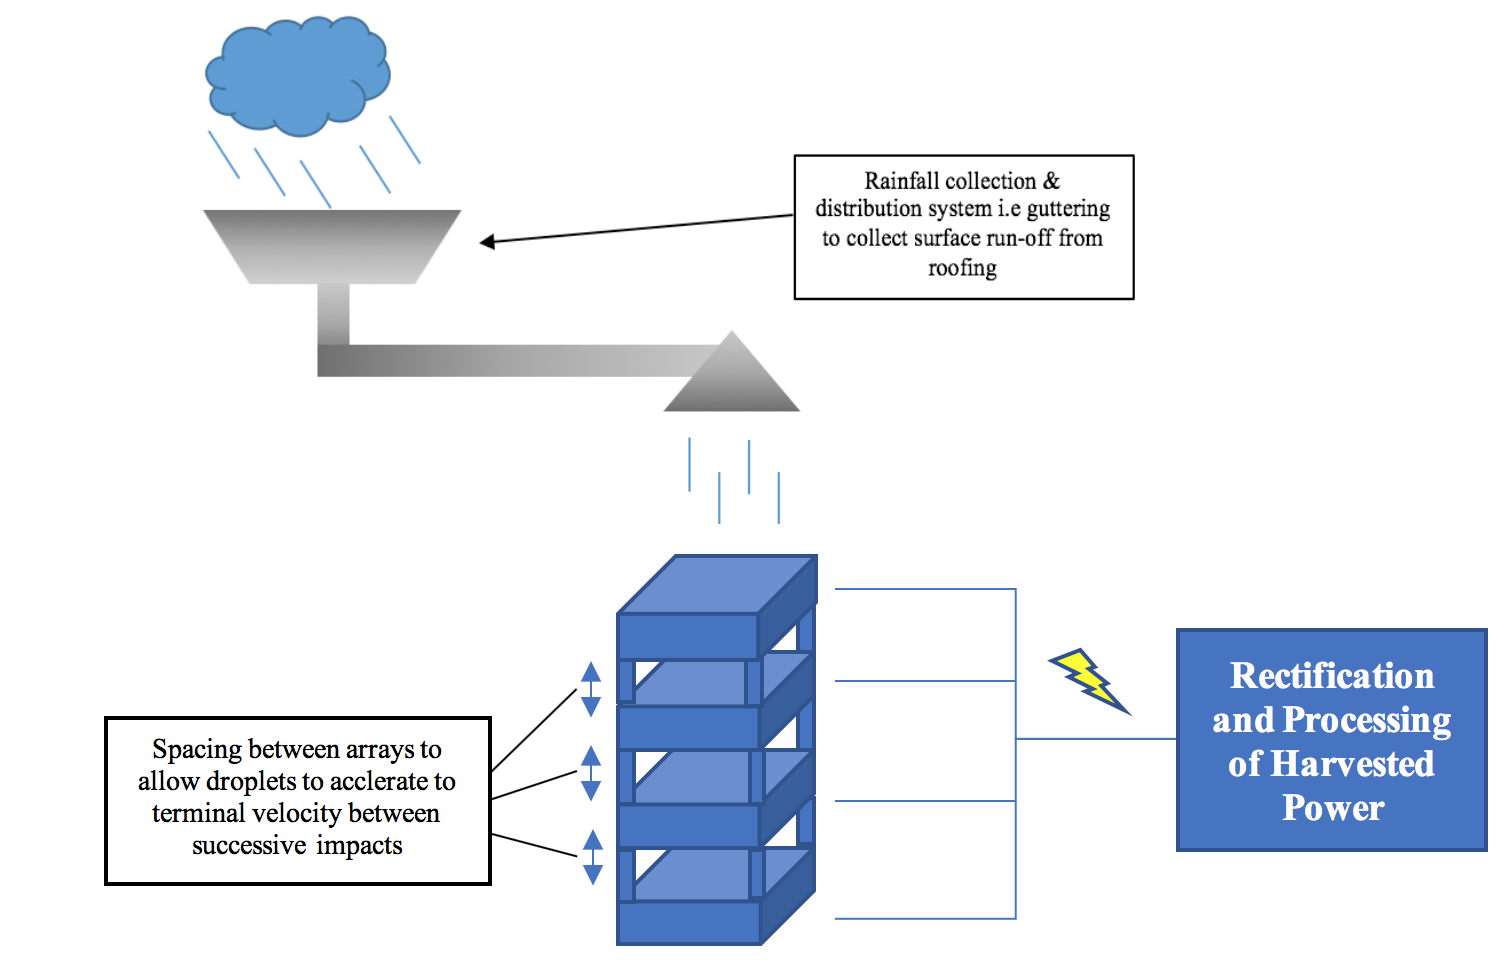 Rainfall collection &
distribution system i.e guttering
to collect surface run-off from
roofing
Rectification
and Processing
of Harvested
Power
Spacing between arrays to
allow droplets to acclerate to
terminal velocity between
successive impacts